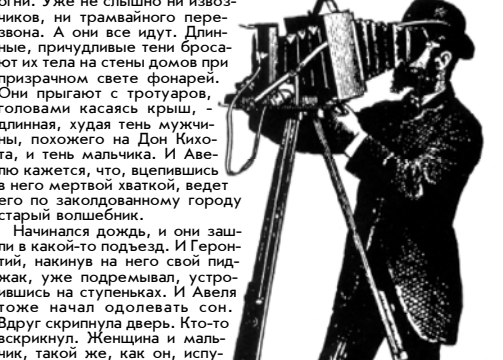 огни. Уже не слышно ни извоз-
чиков, ни трамвайного пере-
звона. А они все идут. Длин-
ные, причудливые тени броса-
ют их тела на стены домов при
призрачном свете фонарей.
Они прыгают с тротуаров,
головами касаясь крыш, -
длинная, худая тень мужчи-
ны, похожего на Дон Кихо-
та, и тень мальчика. И Аве-
лю кажется, что, вцепившись
в него мертвой хваткой, ведет
его по заколдованному городу
старый волшебник.
Начинался дождь, и они заш-
ли в какой-то подъезд. И Герон-
тий, накинув на него свой пид-
жак, уже подремывал, устро-
ившись на ступеньках. И Авеля
тоже начал одолевать сон.
Вдруг скрипнула дверь. Кто-то
вскрикнул. Женщина и маль-
чик, такой же, как он, испу-